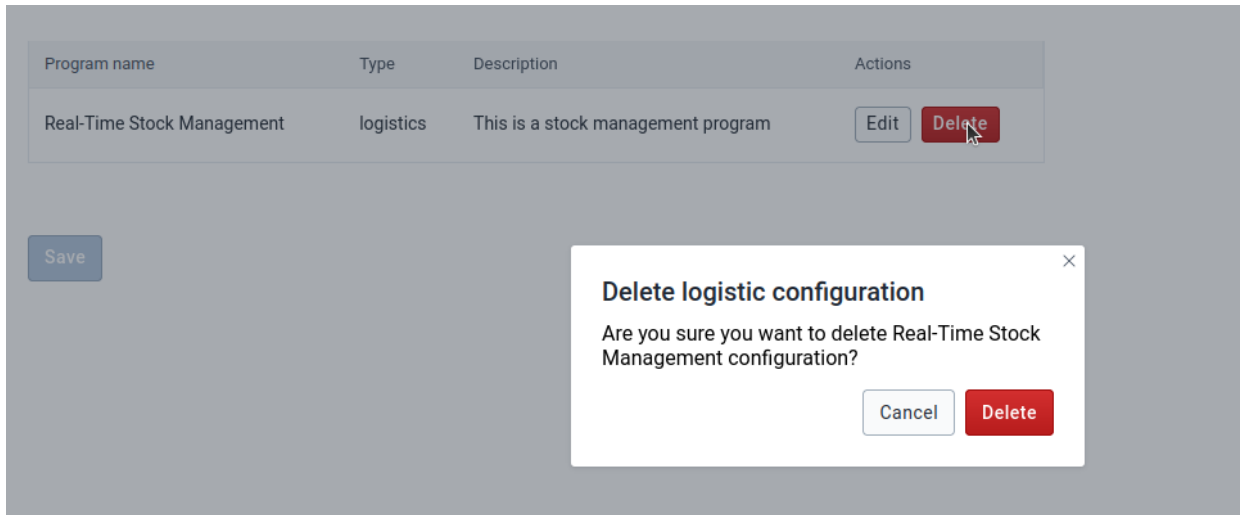 Program name Type Description Actions
Real-Time Stock Management logistics This is a stock management program Edit Delete
Save
Delete logistic configuration
Are you sure you want to delete Real-Time Stock
Management configuration?
Cancel Delete